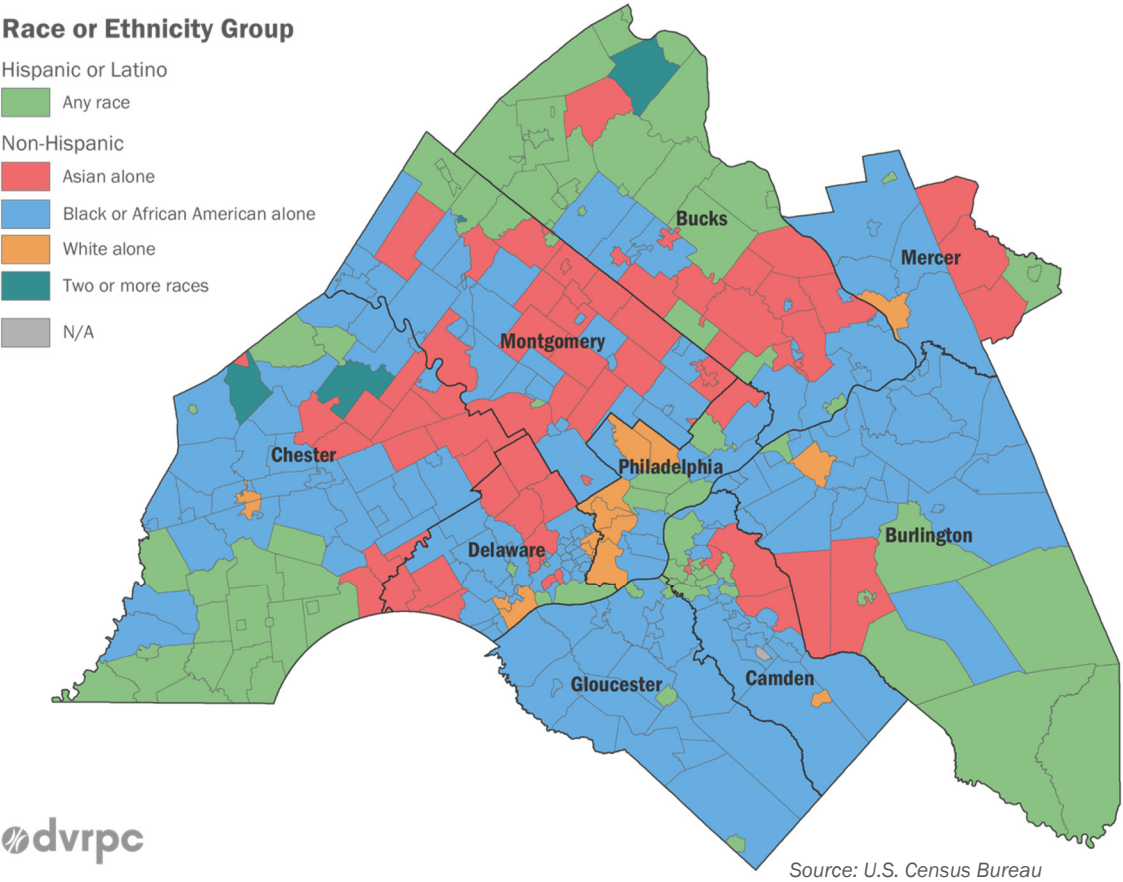 Race or Ethnicity Group
Hispanic or Latino
Any race
Non-Hispanic
Asian alone
Black or African American alone
White alone
Two or more races
N/A
Bucks
Mercer
Montgomery
Chester
Philadelphia
Delaware
Burlington
Gloucester
Camden
dvrpc
Source: U.S. Census Bureau